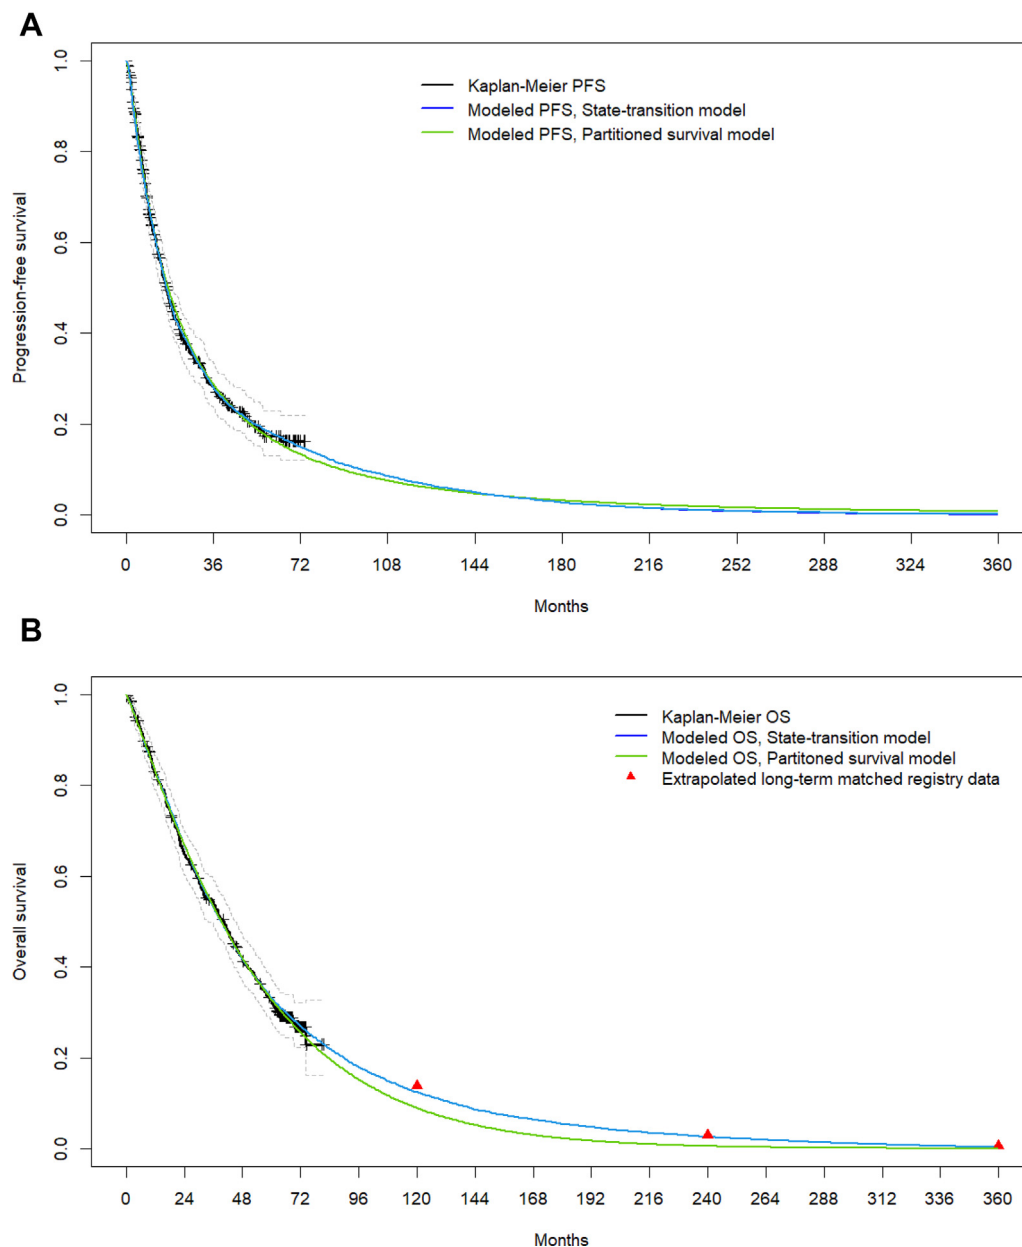 A
Progression-free survival
1.0
0.8
0.6
0.4
0.2
0.0
Kaplan-Meier PFS
Modeled PFS, State-transition model
Modeled PFS, Partitioned survival model
0 36 72 108 144 180 216 252 288 324 360
Months
B
Overall survival
1.0
0.8
0.6
0.4
0.2
0.0
Kaplan-Meier OS
Modeled OS, State-transition model
Modeled OS, Partitoned survival model
Extrapolated long-term matched registry data
0 24 48 72 96 120 144 168 192 216 240 264 288 312 336 360
Months